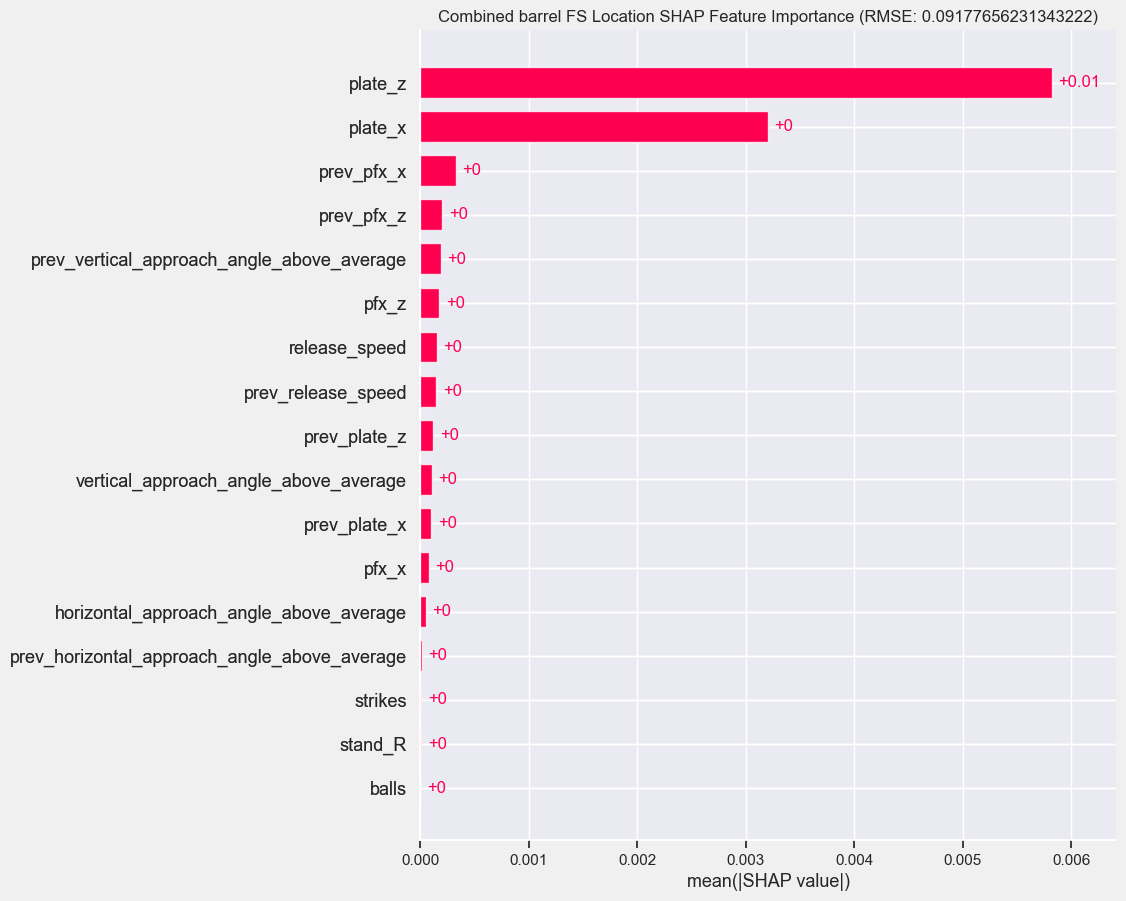 Combined barrel FS Location SHAP Feature Importance (RMSE: 0.09177656231343222)
plate_z +0.01
plate_x +0
prev_pfx_x +0
prev_pfx_z +0
prev_vertical_approach_angle_above_average +0
pfx_z +0
release_speed +0
prev_release_speed +0
prev_plate_z +0
vertical_approach_angle_above_average +0
prev_plate_x +0
pfx_x +0
horizontal_approach_angle_above_average +0
prev_horizontal_approach_angle_above_average +0
strikes +0
stand_R +0
balls +0
0.000 0.001 0.002 0.003 0.004 0.005 0.006
mean(|SHAP value|)